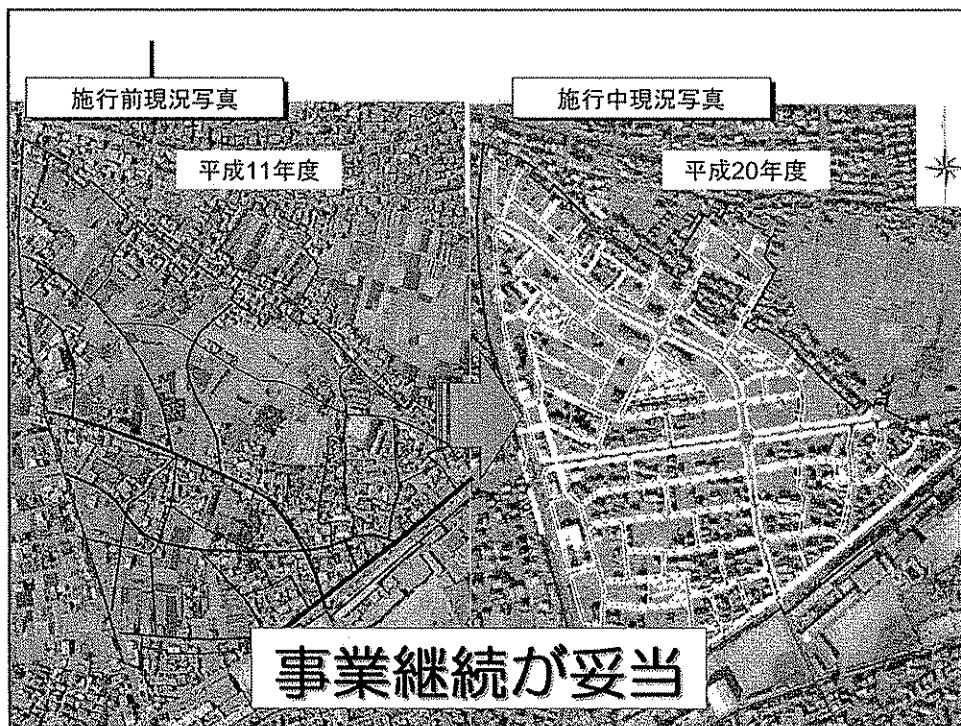 施行前現況写真
施行中現況写真
平成11年度
平成20年度
事業継続が妥当